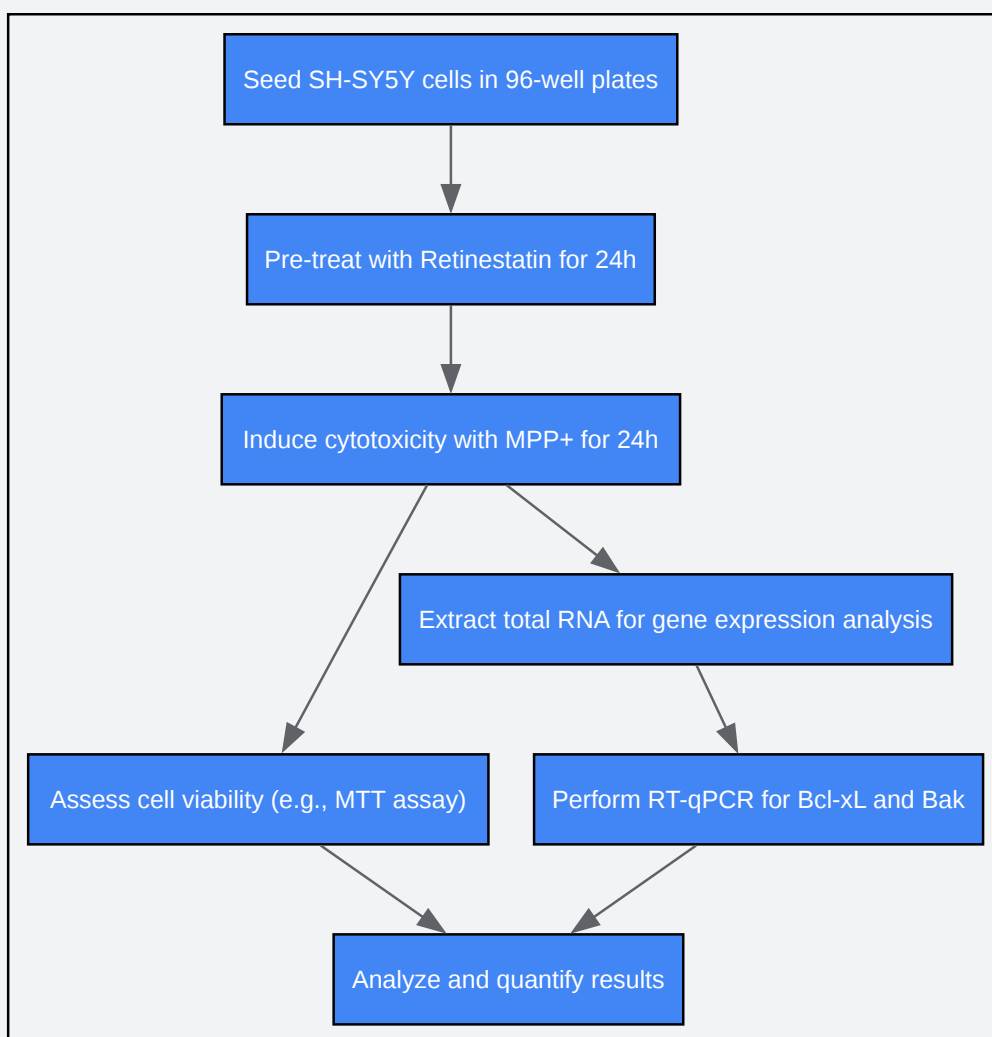 Seed SH-SY5Y cells in 96-well plates
Pre-treat with Retinestatin for 24h
Induce cytotoxicity with MPP+ for 24h
Extract total RNA for gene expression analysis
Assess cell viability (e.g., MTT assay)
Perform RT-qPCR for Bcl-xL and Bak
Analyze and quantify results